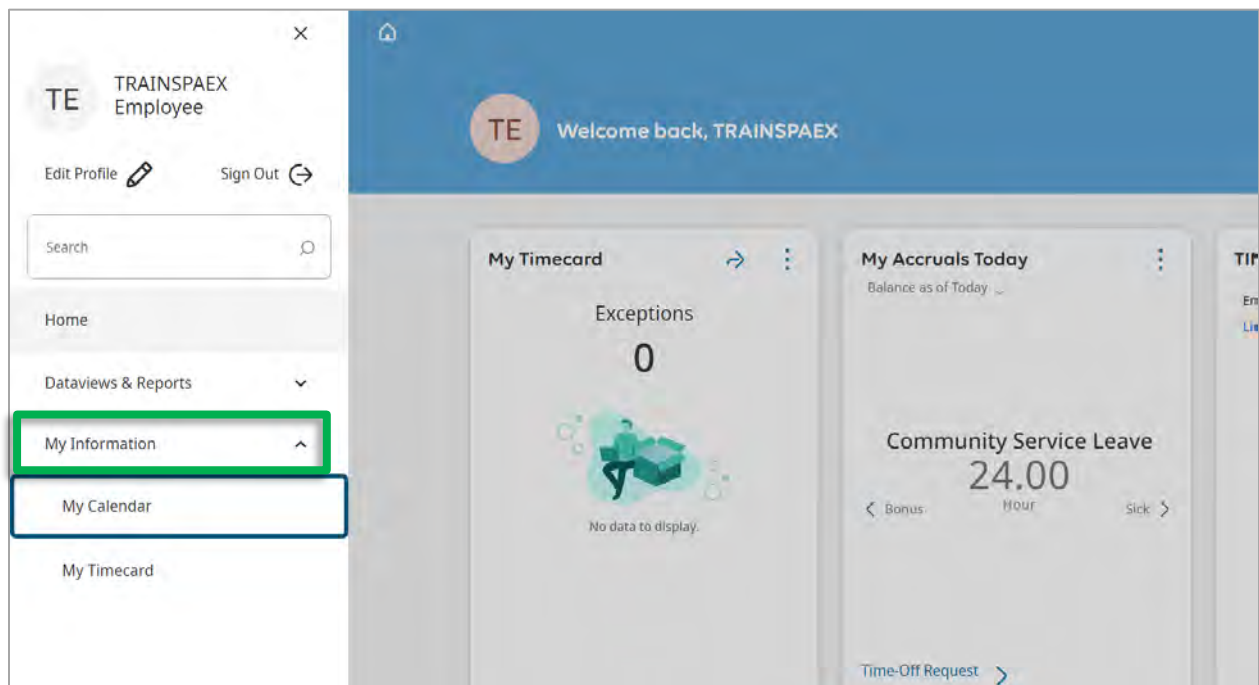 TE
TRAINSPAEX
Employee
Edit Profile
Sign Out
Search
Home
Dataviews & Reports
My Information
My Calendar
My Timecard
TE
Welcome back, TRAINSPAEX
My Timecard
Exceptions
0
No data to display.
My Accruals Today
Balance as of Today
Community Service Leave
24.00
Hour
Bonus
Sick
Time-Off Request
Em